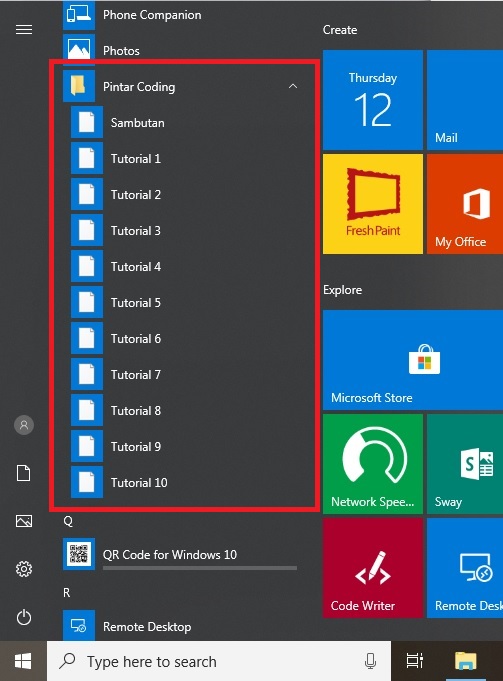 Phone Companion
Photos
Pintar Coding
Sambutan
Tutorial 1
Tutorial 2
Tutorial 3
Tutorial 4
Tutorial 5
Tutorial 6
Tutorial 7
Tutorial 8
Tutorial 9
Tutorial 10
Q
QR Code for Windows 10
R
Remote Desktop
Create
Thursday
12
Mail
Fresh Paint
My Office
Explore
Microsoft Store
Network Spee...
S
Sway
Code Writer
Remote Desk
Type here to search